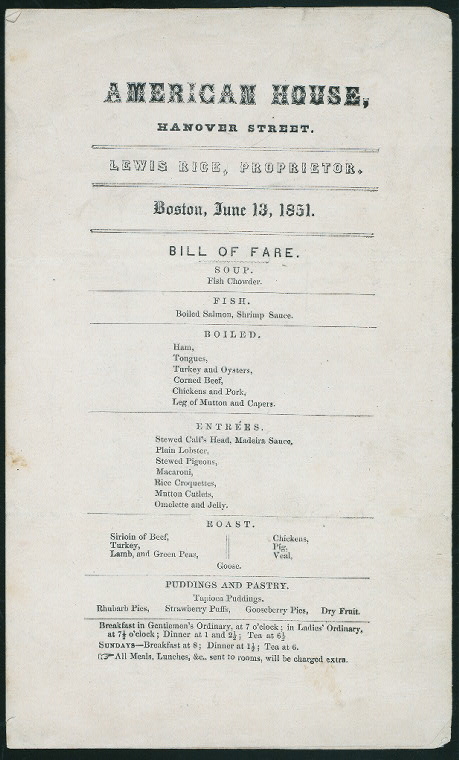 AMERICAN HOUSE,
HANOVER STREET.
LEWIS RICE, PROPRIETOR.
Boston, June 13, 1851.
BILL OF FARE.
SOUP.
Fish Chowder.
FISH.
Boiled Salmon, Shrimp Sauce.
BOILED.
Ham,
Tongues,
Turkey and Oysters,
Corned Beef,
Chickens and Pork,
Leg of Mutton and Capers.
ENTRÉES.
Stewed Calf's Head, Madeira Sauce,
Plain Lobster,
Stewed Pigeons,
Macaroni,
Rice Croquettes,
Mutton Cutlets,
Omelette and Jelly.
ROAST.
Sirloin of Beef,
Turkey,
Lamb, and Green Peas,
Chickens,
Pig,
Veal,
Goose.
PUDDINGS AND PASTRY.
Tapioca Puddings.
Rhubarb Pies, Strawberry Puffs, Gooseberry Pies, Dry Fruit.
Breakfast in Gentlemen's Ordinary, at 7 o'clock; in Ladies' Ordinary,
at 7½ o'clock; Dinner at 1 and 2½; Tea at 6½
SUNDAYS—Breakfast at 8; Dinner at 1½; Tea at 6.
☞All Meals, Lunches, &c., sent to rooms, will be charged extra.